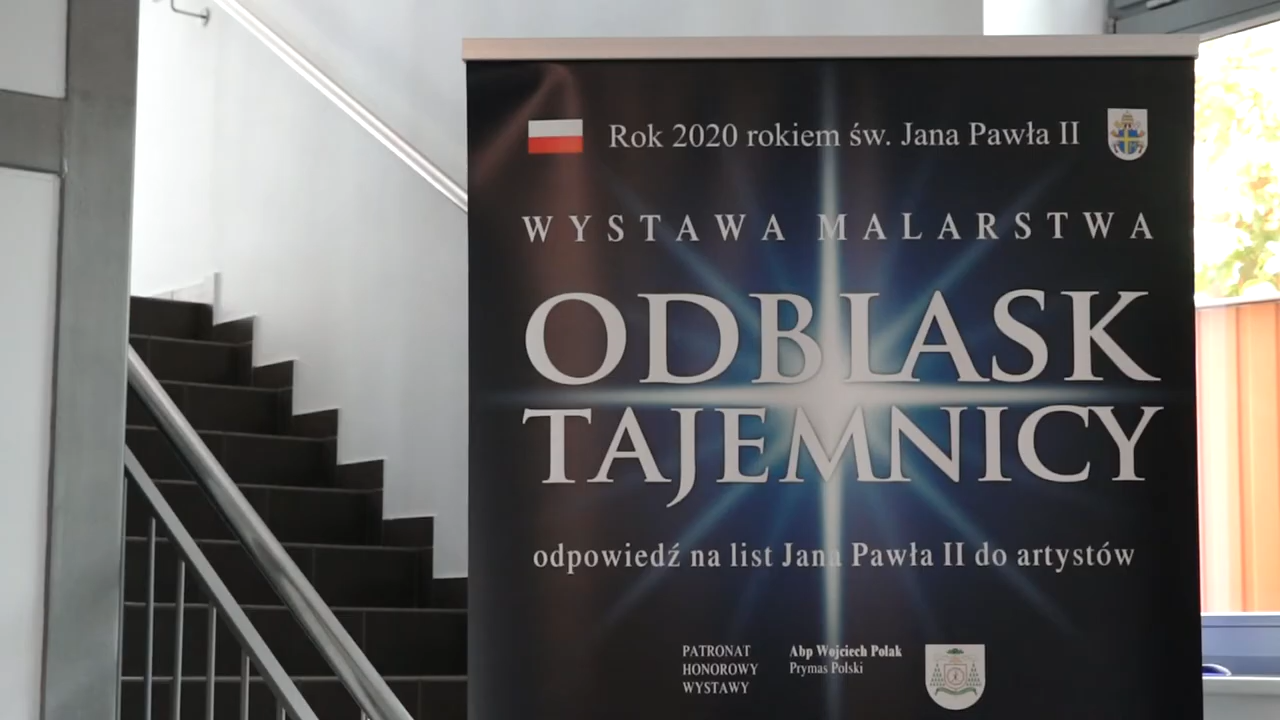 Rok 2020 rokiem św. Jana Pawła II
WYSTAWA MALARSTWA
ODBLASK
TAJEMNICY
odpowiedź na list Jana Pawła II do artystów
PATRONAT
HONOROWY
WYSTAWY
Abp Wojciech Polak
Prymas Polski